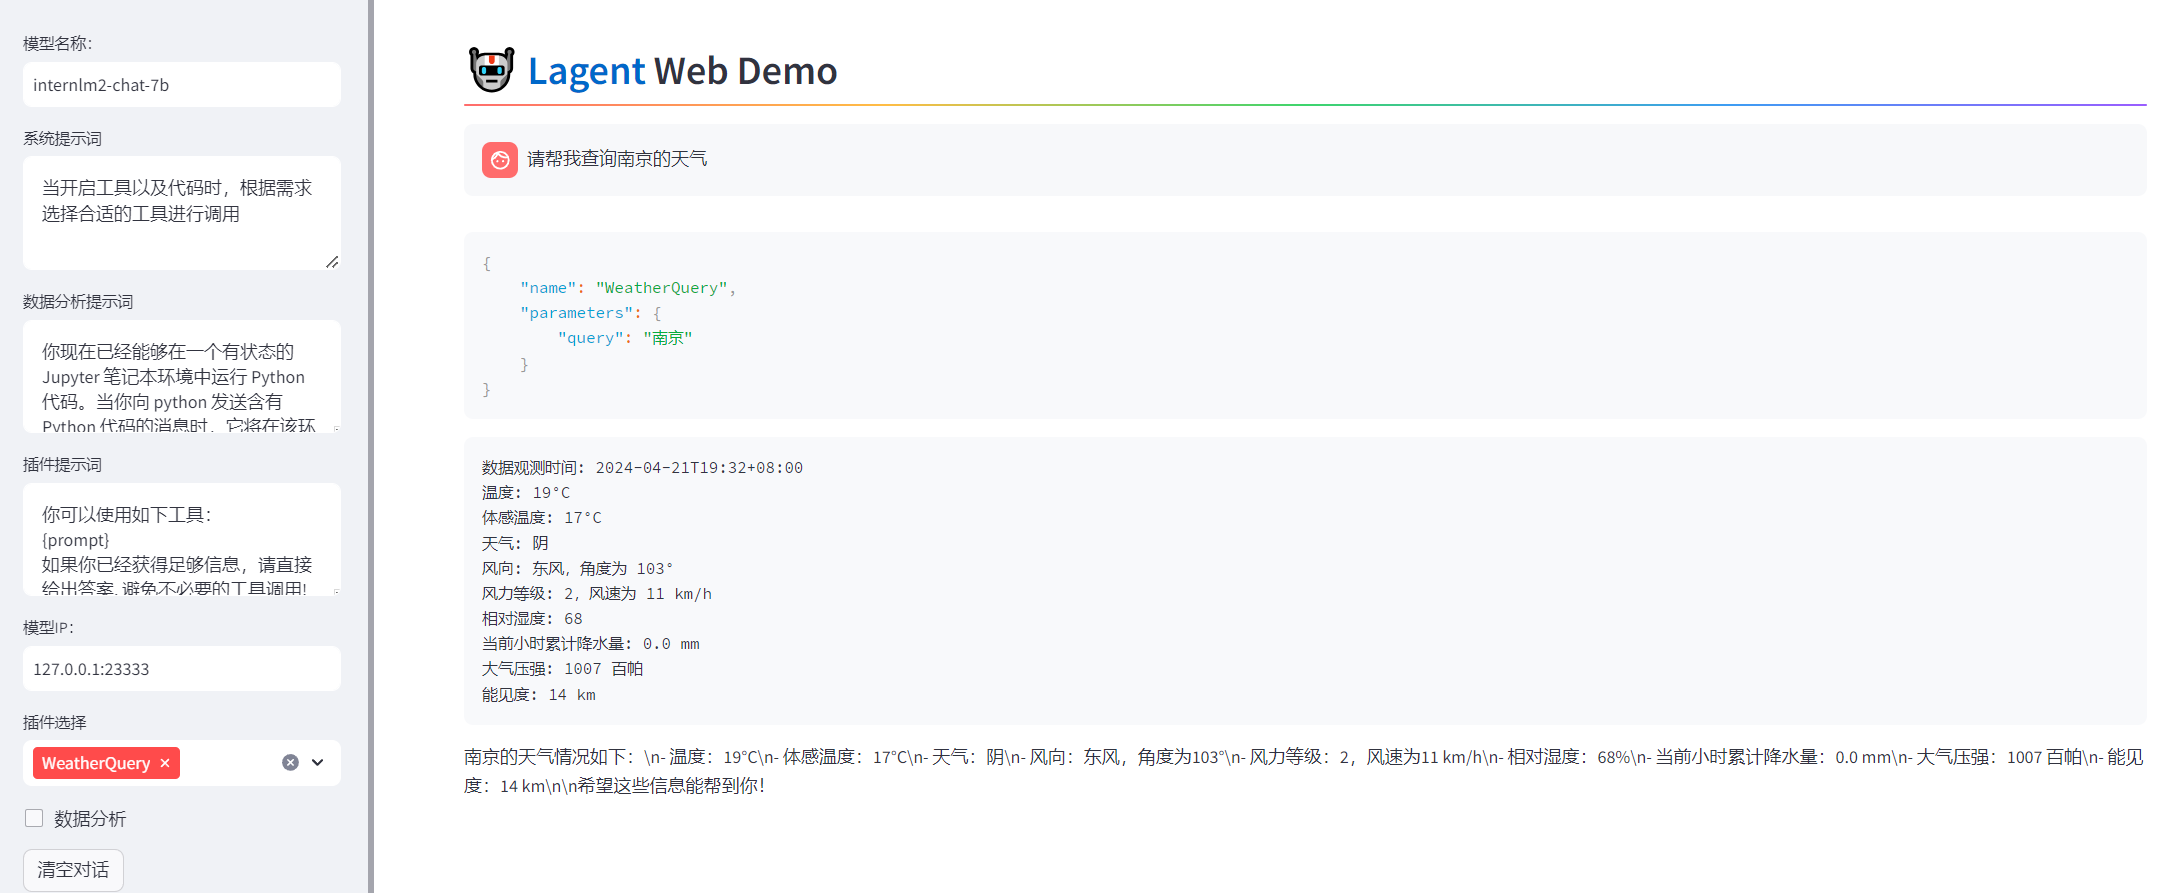 模型名称：
internlm2-chat-7b
系统提示词
当开启工具以及代码时，根据需求
选择合适的工具进行调用
数据分析提示词
你现在已经能够在一个有状态的
Jupyter 笔记本环境中运行 Python
代码。当你向 python 发送含有
Python 代码的消息时，它将在该环
插件提示词
你可以使用如下工具：
{prompt}
如果你已经获得足够信息，请直接
给出答案. 避免不必要的工具调用!
模型IP：
127.0.0.1:23333
插件选择
WeatherQuery
数据分析
清空对话
Lagent Web Demo
请帮我查询南京的天气
{
"name": "WeatherQuery",
"parameters": {
"query": "南京"
}
}
数据观测时间: 2024-04-21T19:32+08:00
温度: 19°C
体感温度: 17°C
天气: 阴
风向: 东风，角度为 103°
风力等级: 2，风速为 11 km/h
相对湿度: 68
当前小时累计降水量: 0.0 mm
大气压强: 1007 百帕
能见度: 14 km
南京的天气情况如下：\n- 温度：19°C\n- 体感温度：17°C\n- 天气：阴\n- 风向：东风，角度为103°\n- 风力等级：2，风速为11 km/h\n- 相对湿度：68%\n- 当前小时累计降水量：0.0 mm\n- 大气压强：1007 百帕\n- 能见
度：14 km\n\n希望这些信息能帮到你！